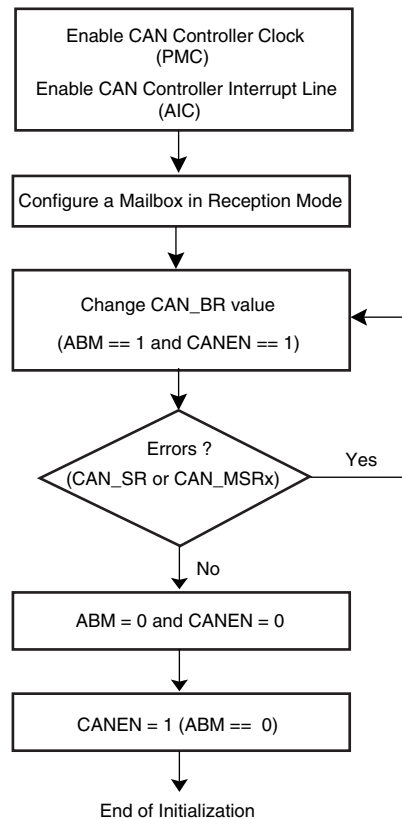 Enable CAN Controller Clock
(PMC)
Enable CAN Controller Interrupt Line
(AIC)
Configure a Mailbox in Reception Mode
Change CAN_BR value
(ABM == 1 and CANEN == 1)
Errors ?
(CAN_SR or CAN_MSRx)
Yes
No
ABM = 0 and CANEN = 0
CANEN = 1 (ABM == 0)
End of Initialization